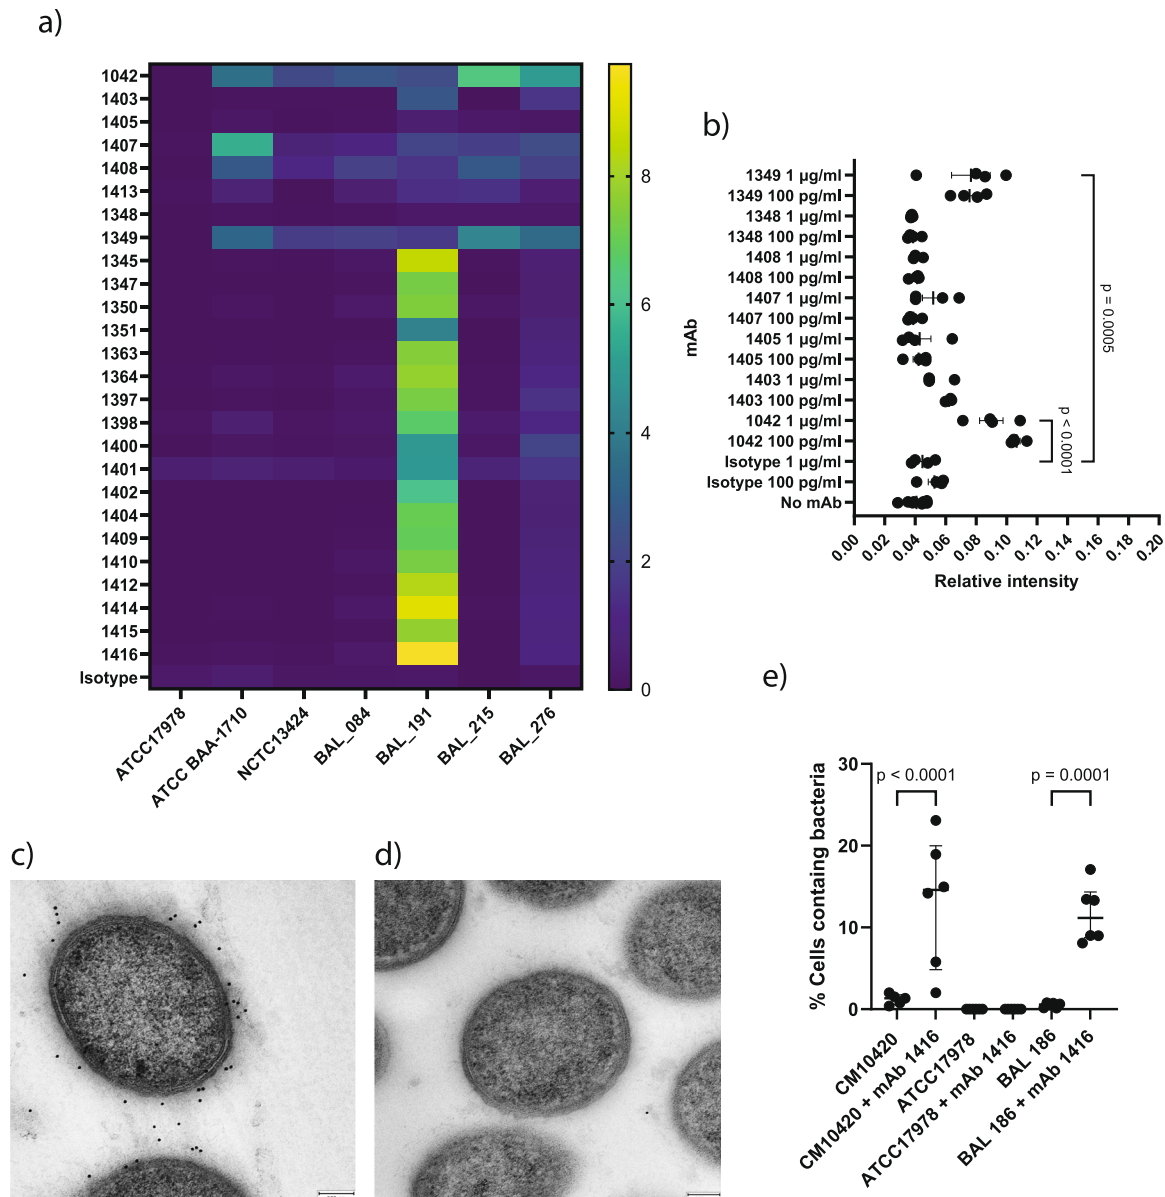 a)
1042
1403
1405
1407
1408
1413
1348
1349
1345
1347
1350
1351
1363
1364
1397
1398
1400
1401
1402
1404
1409
1410
1412
1414
1415
1416
Isotype
ATCC17978
ATCC BAA-1710
NCTC13424
BAL_084
BAL_191
BAL_215
BAL_276
8
6
4
2
0
b)
mAb
1349 1 µg/ml
1349 100 pg/ml
1348 1 µg/ml
1348 100 pg/ml
1408 1 µg/ml
1408 100 pg/ml
1407 1 µg/ml
1407 100 pg/ml
1405 1 µg/ml
1405 100 pg/ml
1403 1 µg/ml
1403 100 pg/ml
1042 1 µg/ml
1042 100 pg/ml
Isotype 1 µg/ml
Isotype 100 pg/ml
No mAb
p < 0.0001
p = 0.0005
0.00
0.02
0.04
0.06
0.08
0.10
0.12
0.14
0.16
0.18
0.20
Relative intensity
c)
d)
e)
% Cells containg bacteria
30
20
10
0
p < 0.0001
p = 0.0001
CM10420
CM10420 + mAb 1416
ATCC17978
ATCC17978 + mAb 1416
BAL 186
BAL 186 + mAb 1416